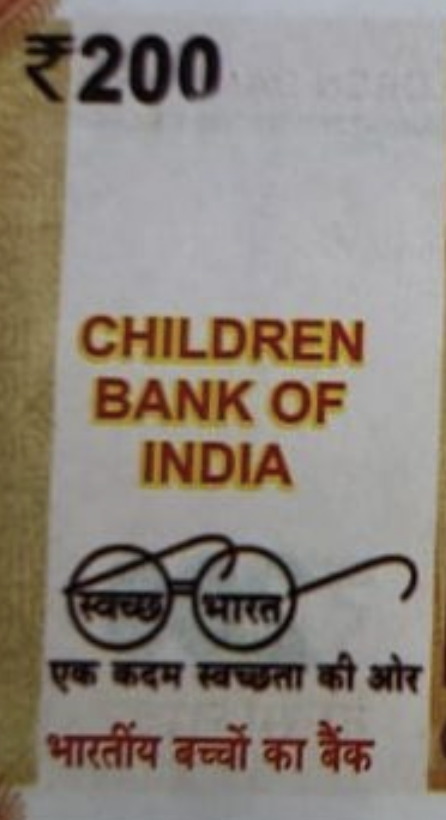 ₹200
CHILDREN
BANK OF
INDIA
स्वच्छ भारत
एक कदम स्वच्छता की ओर
भारतींय बच्चों का बैंक